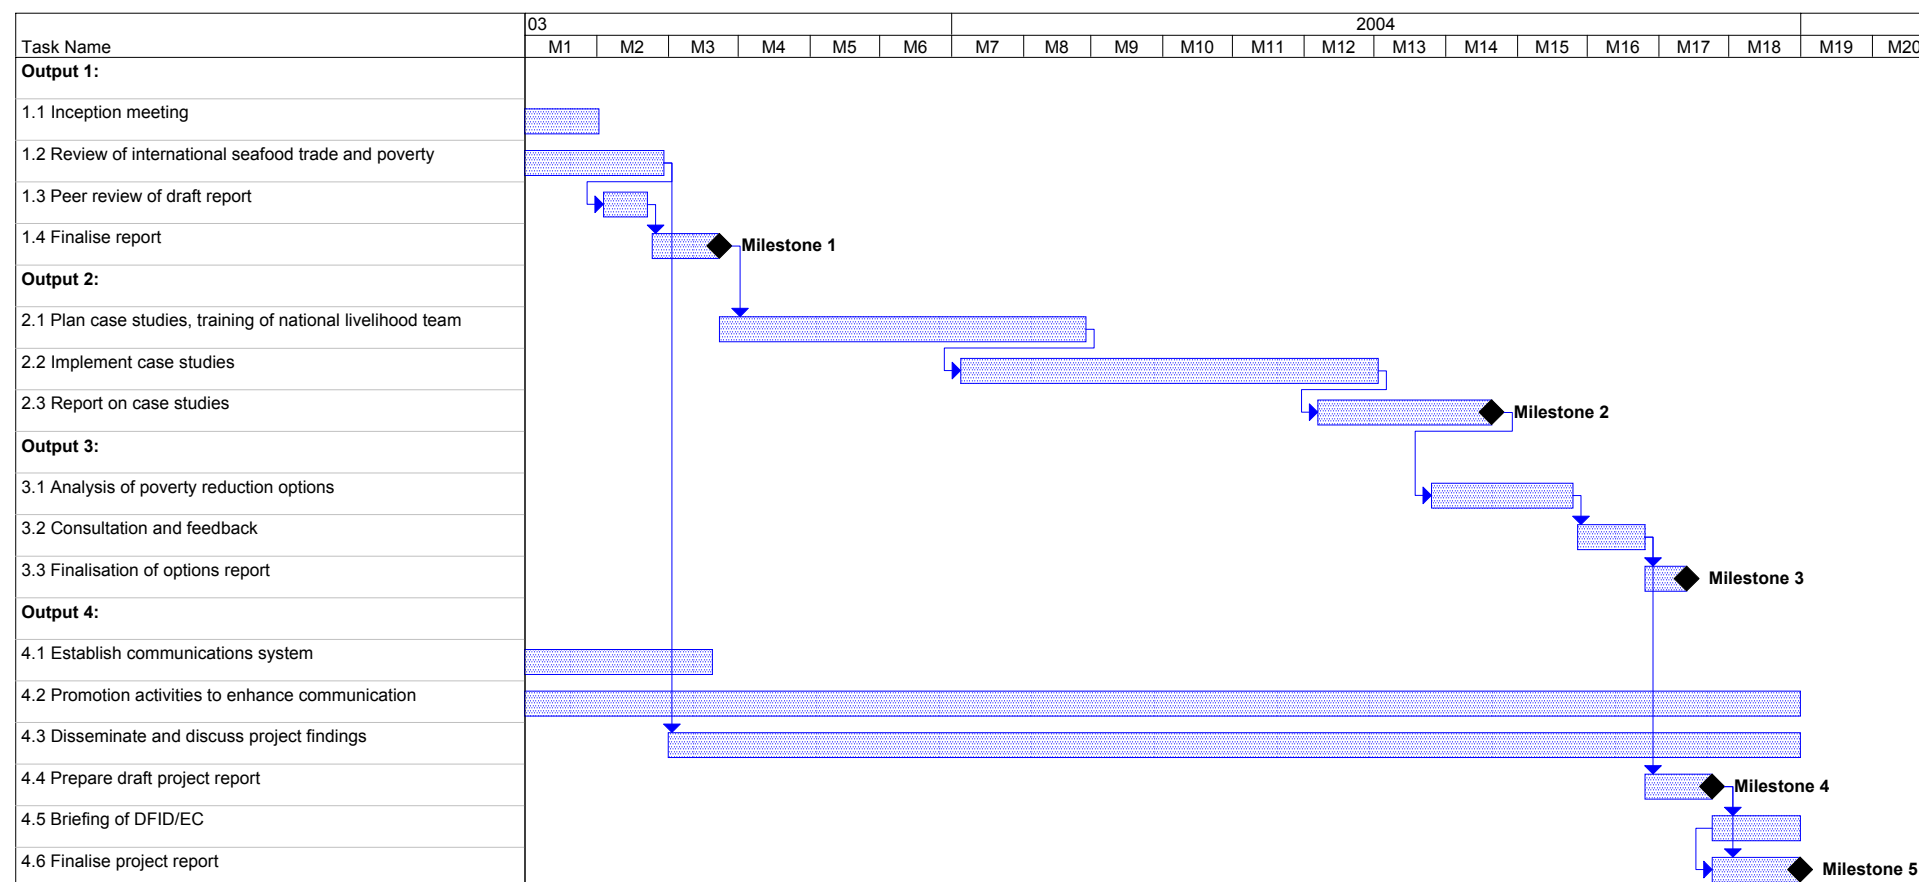 03 2004
Task Name M1 M2 M3 M4 M5 M6 M7 M8 M9 M10 M11 M12 M13 M14 M15 M16 M17 M18 M19 M20
Output 1:
1.1 Inception meeting
1.2 Review of international seafood trade and poverty
1.3 Peer review of draft report
1.4 Finalise report Milestone 1
Output 2:
2.1 Plan case studies, training of national livelihood team
2.2 Implement case studies
2.3 Report on case studies Milestone 2
Output 3:
3.1 Analysis of poverty reduction options
3.2 Consultation and feedback
3.3 Finalisation of options report Milestone 3
Output 4:
4.1 Establish communications system
4.2 Promotion activities to enhance communication
4.3 Disseminate and discuss project findings
4.4 Prepare draft project report Milestone 4
4.5 Briefing of DFID/EC
4.6 Finalise project report Milestone 5